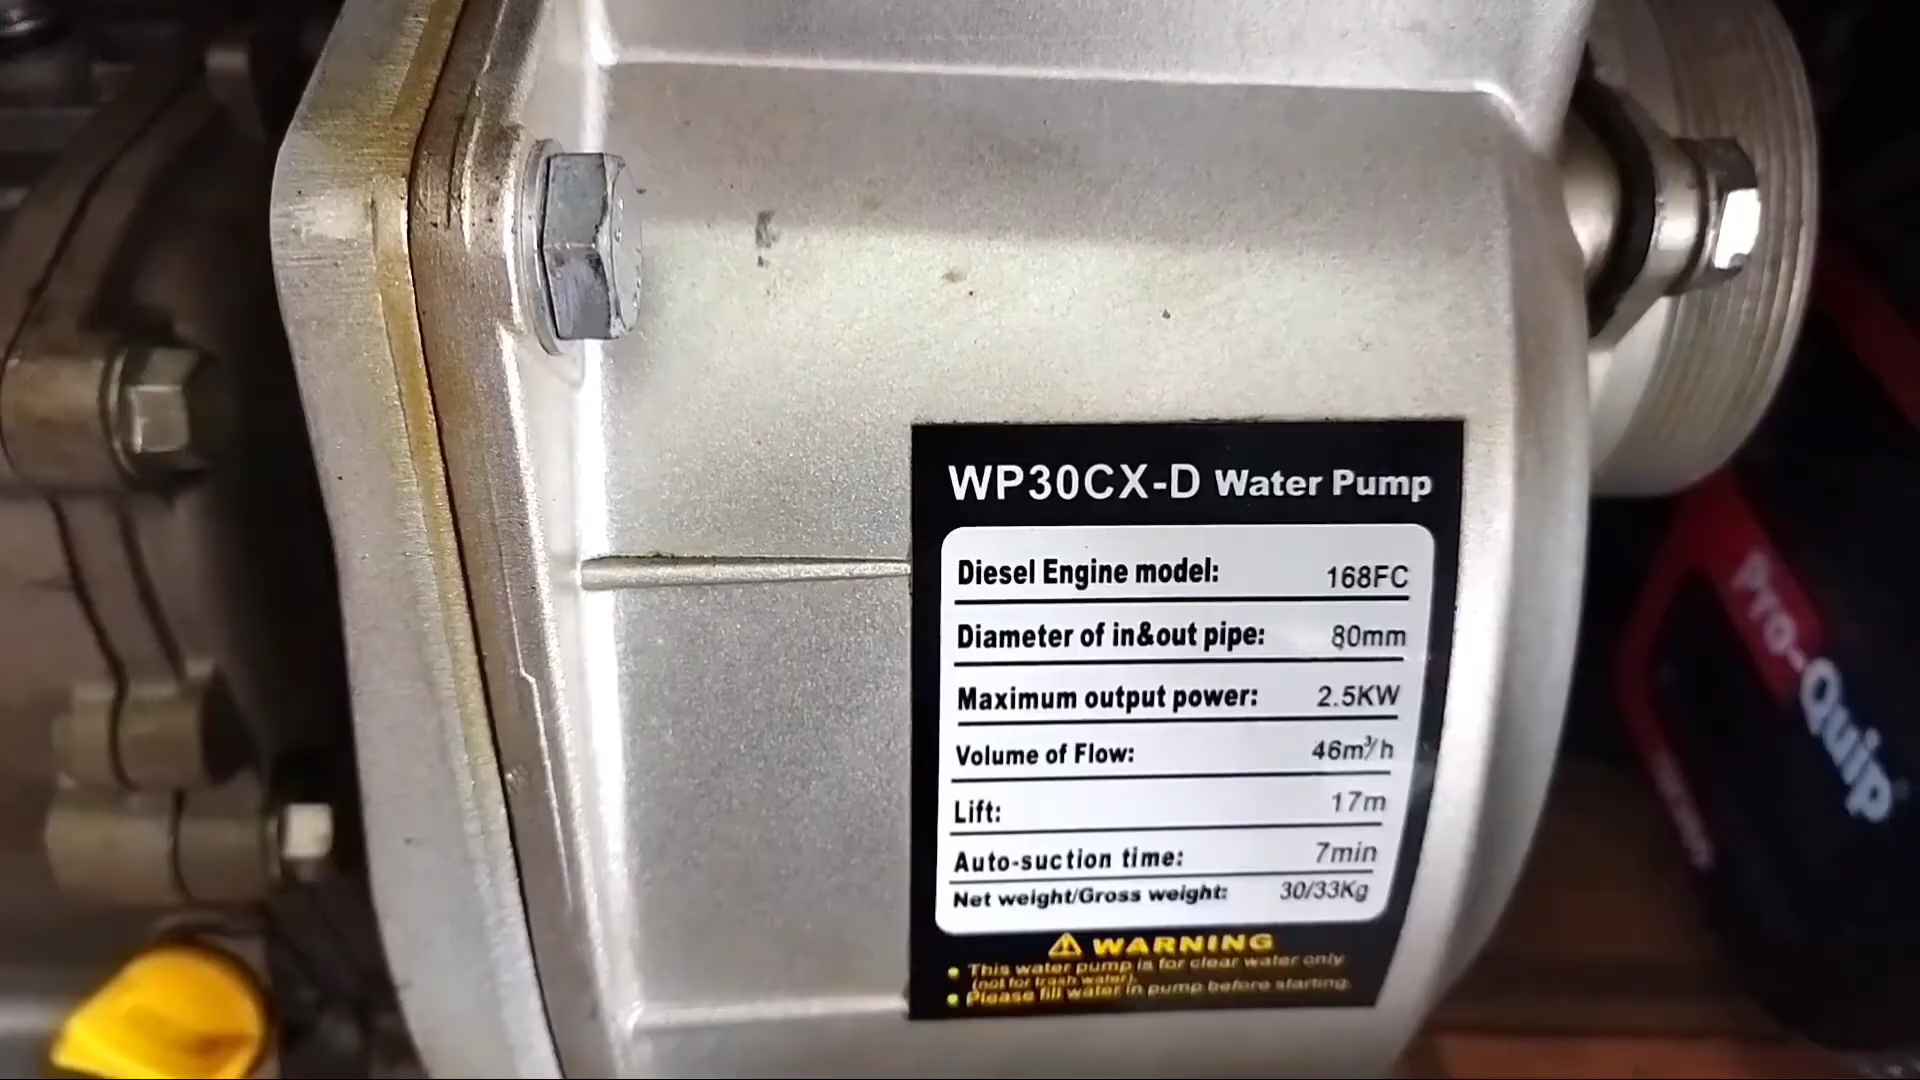 WP30CX-D Water Pump
Diesel Engine model: 168FC
Diameter of in&out pipe: 80mm
Maximum output power: 2.5KW
Volume of Flow: 46m³/h
Lift: 17m
Auto-suction time: 7min
Net weight/Gross weight: 30/33Kg
WARNING
This water pump is for clear water only
(not for trash water).
Please fill water in pump before starting.
Pro-Quip